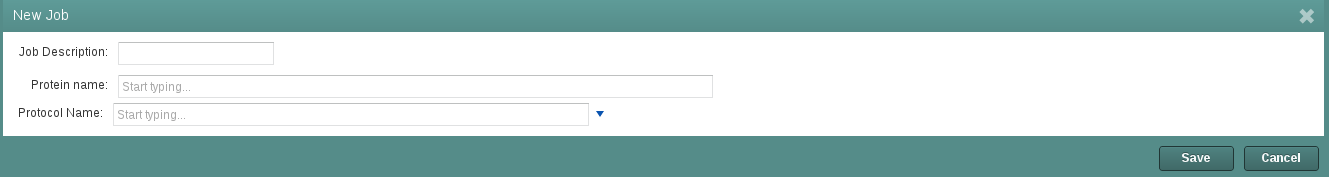 New Job
Job Description:
Protein name: Start typing...
Protocol Name: Start typing...
Save Cancel